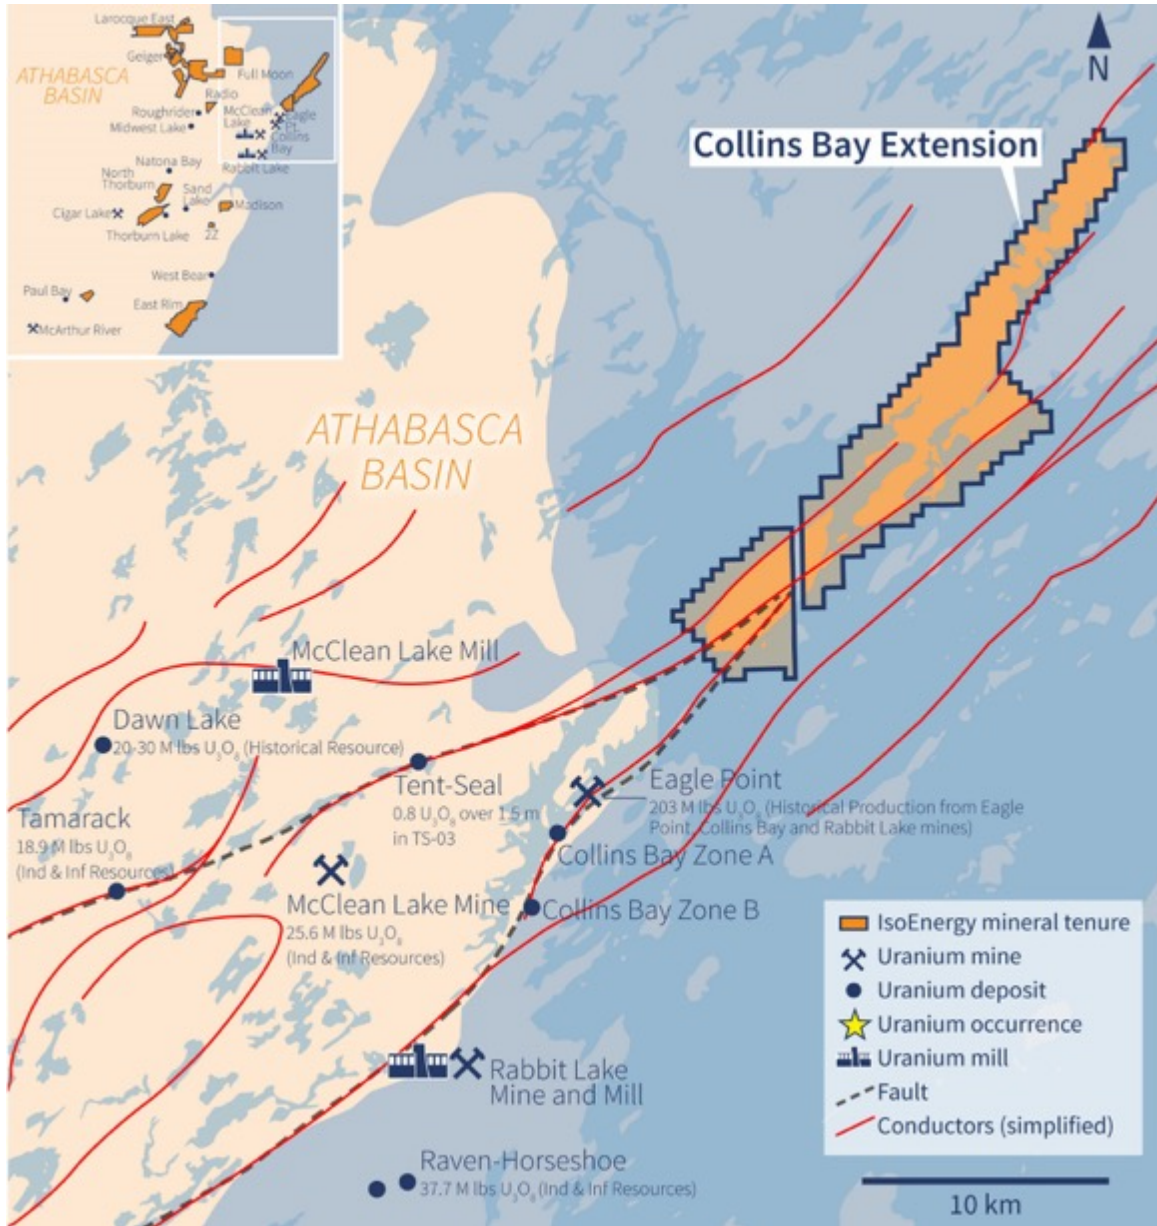 Larocque East
Geiger
ATHABASCA
BASIN
Full Moon
Radio
Roughrider
Midwest Lake
McClean
Lake
Eagle
Pt.
Collins
Bay
Rabbit Lake
Natona Bay
North
Thorburn
Sand
Lake
Cigar Lake
Madison
Thorburn Lake
2Z
West Bear
Paul Bay
East Rim
McArthur River
N
Collins Bay Extension
ATHABASCA
BASIN
McClean Lake Mill
Dawn Lake
20-30 M lbs U₃O₈ (Historical Resource)
Tent-Seal
0.8 U₃O₈ over 1.5 m
in TS-03
Eagle Point
203 M lbs U₃O₈ (Historical Production from Eagle
Point, Collins Bay and Rabbit Lake mines)
Tamarack
18.9 M lbs U₃O₈
(Ind & Inf Resources)
Collins Bay Zone A
McClean Lake Mine
25.6 M lbs U₃O₈
(Ind & Inf Resources)
Collins Bay Zone B
Rabbit Lake
Mine and Mill
Raven-Horseshoe
37.7 M lbs U₃O₈ (Ind & Inf Resources)
IsoEnergy mineral tenure
Uranium mine
Uranium deposit
Uranium occurrence
Uranium mill
Fault
Conductors (simplified)
10 km